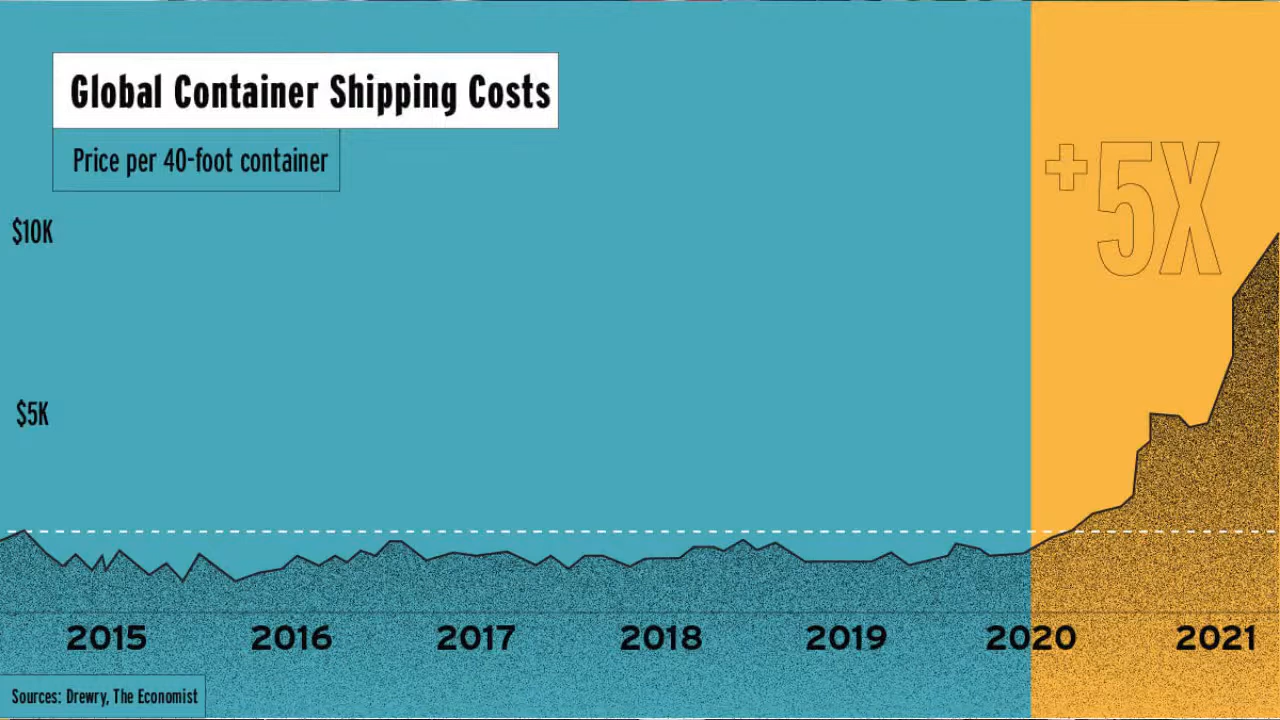 Global Container Shipping Costs
Price per 40-foot container
+5X
$10K
$5K
2015 2016 2017 2018 2019 2020 2021
Sources: Drewry, The Economist